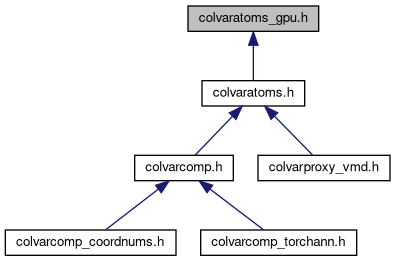 colvaratoms_gpu.h
colvaratoms.h
colvarcomp.h
colvarproxy_vmd.h
colvarcomp_coordnums.h
colvarcomp_torchann.h